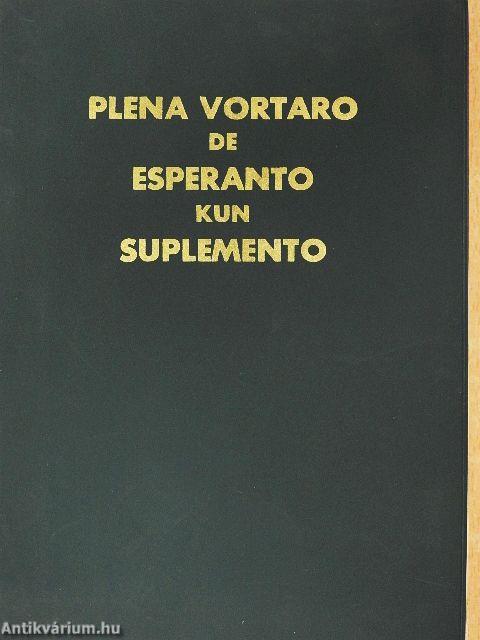 PLENA VORTARO
DE
ESPERANTO
KUN
SUPLEMENTO
Antikvárium.hu